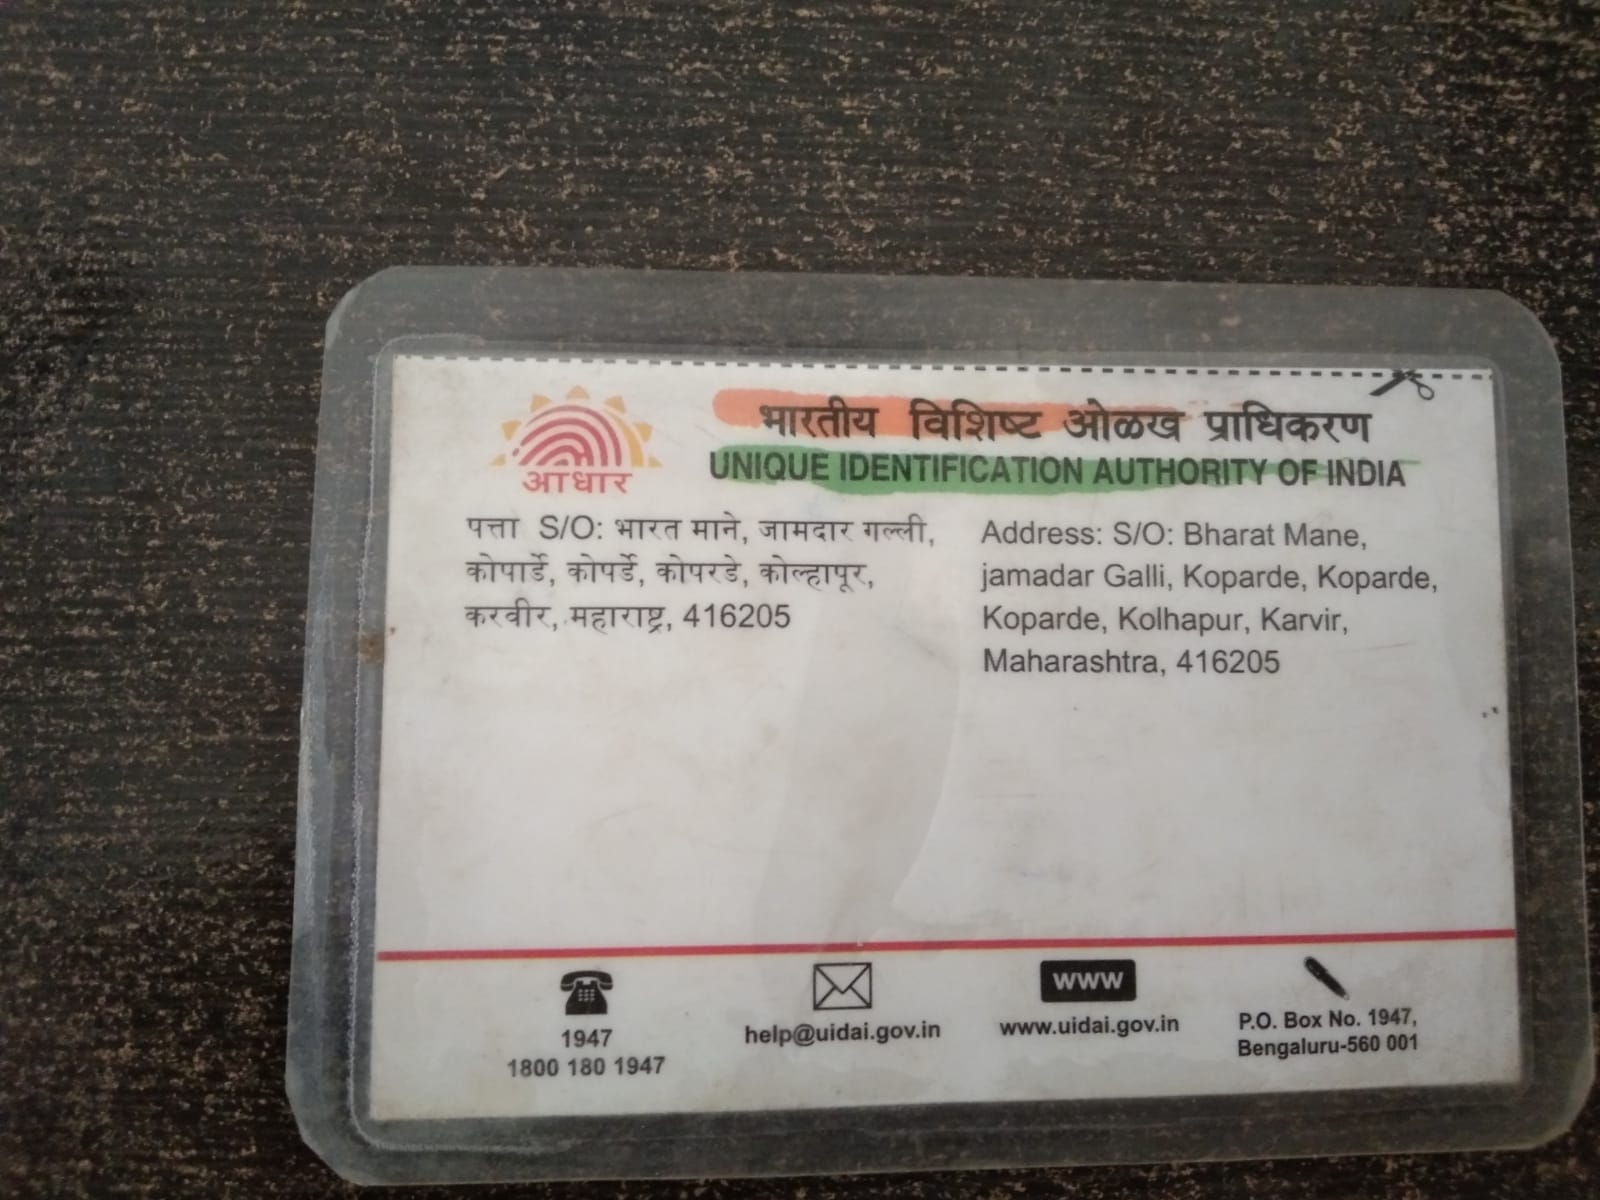 आधार
भारतीय विशिष्ट ओळख प्राधिकरण
UNIQUE IDENTIFICATION AUTHORITY OF INDIA
पत्ता S/O: भारत माने, जामदार गल्ली,
कोपार्डे, कोपर्डे, कोपरडे, कोल्हापूर,
करवीर, महाराष्ट्र, 416205
Address: S/O: Bharat Mane,
jamadar Galli, Koparde, Koparde,
Koparde, Kolhapur, Karvir,
Maharashtra, 416205
1947
1800 180 1947
help@uidai.gov.in
www
www.uidai.gov.in
P.O. Box No. 1947,
Bengaluru-560 001